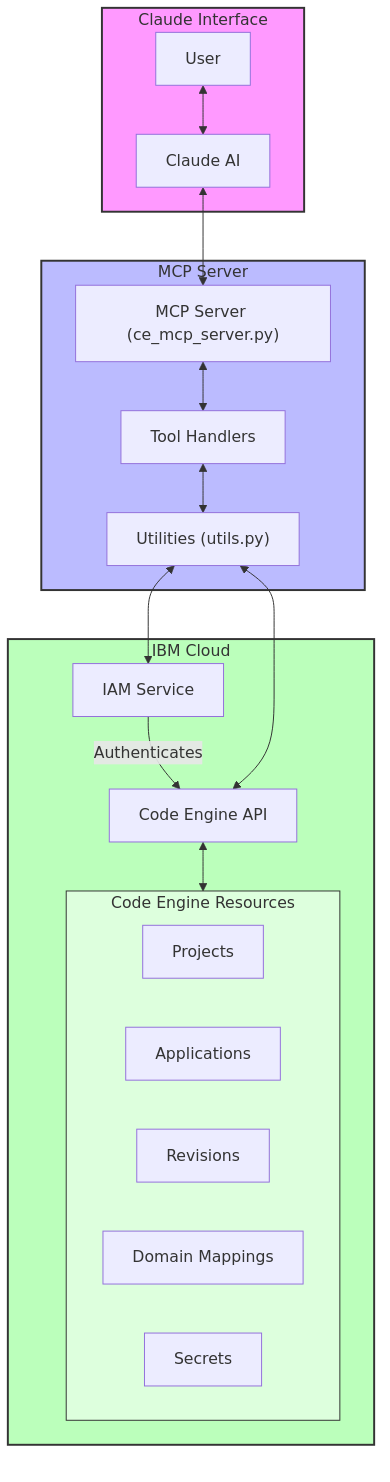 Claude Interface
User
Claude AI
MCP Server
MCP Server
(ce_mcp_server.py)
Tool Handlers
Utilities (utils.py)
IBM Cloud
IAM Service
Authenticates
Code Engine API
Code Engine Resources
Projects
Applications
Revisions
Domain Mappings
Secrets